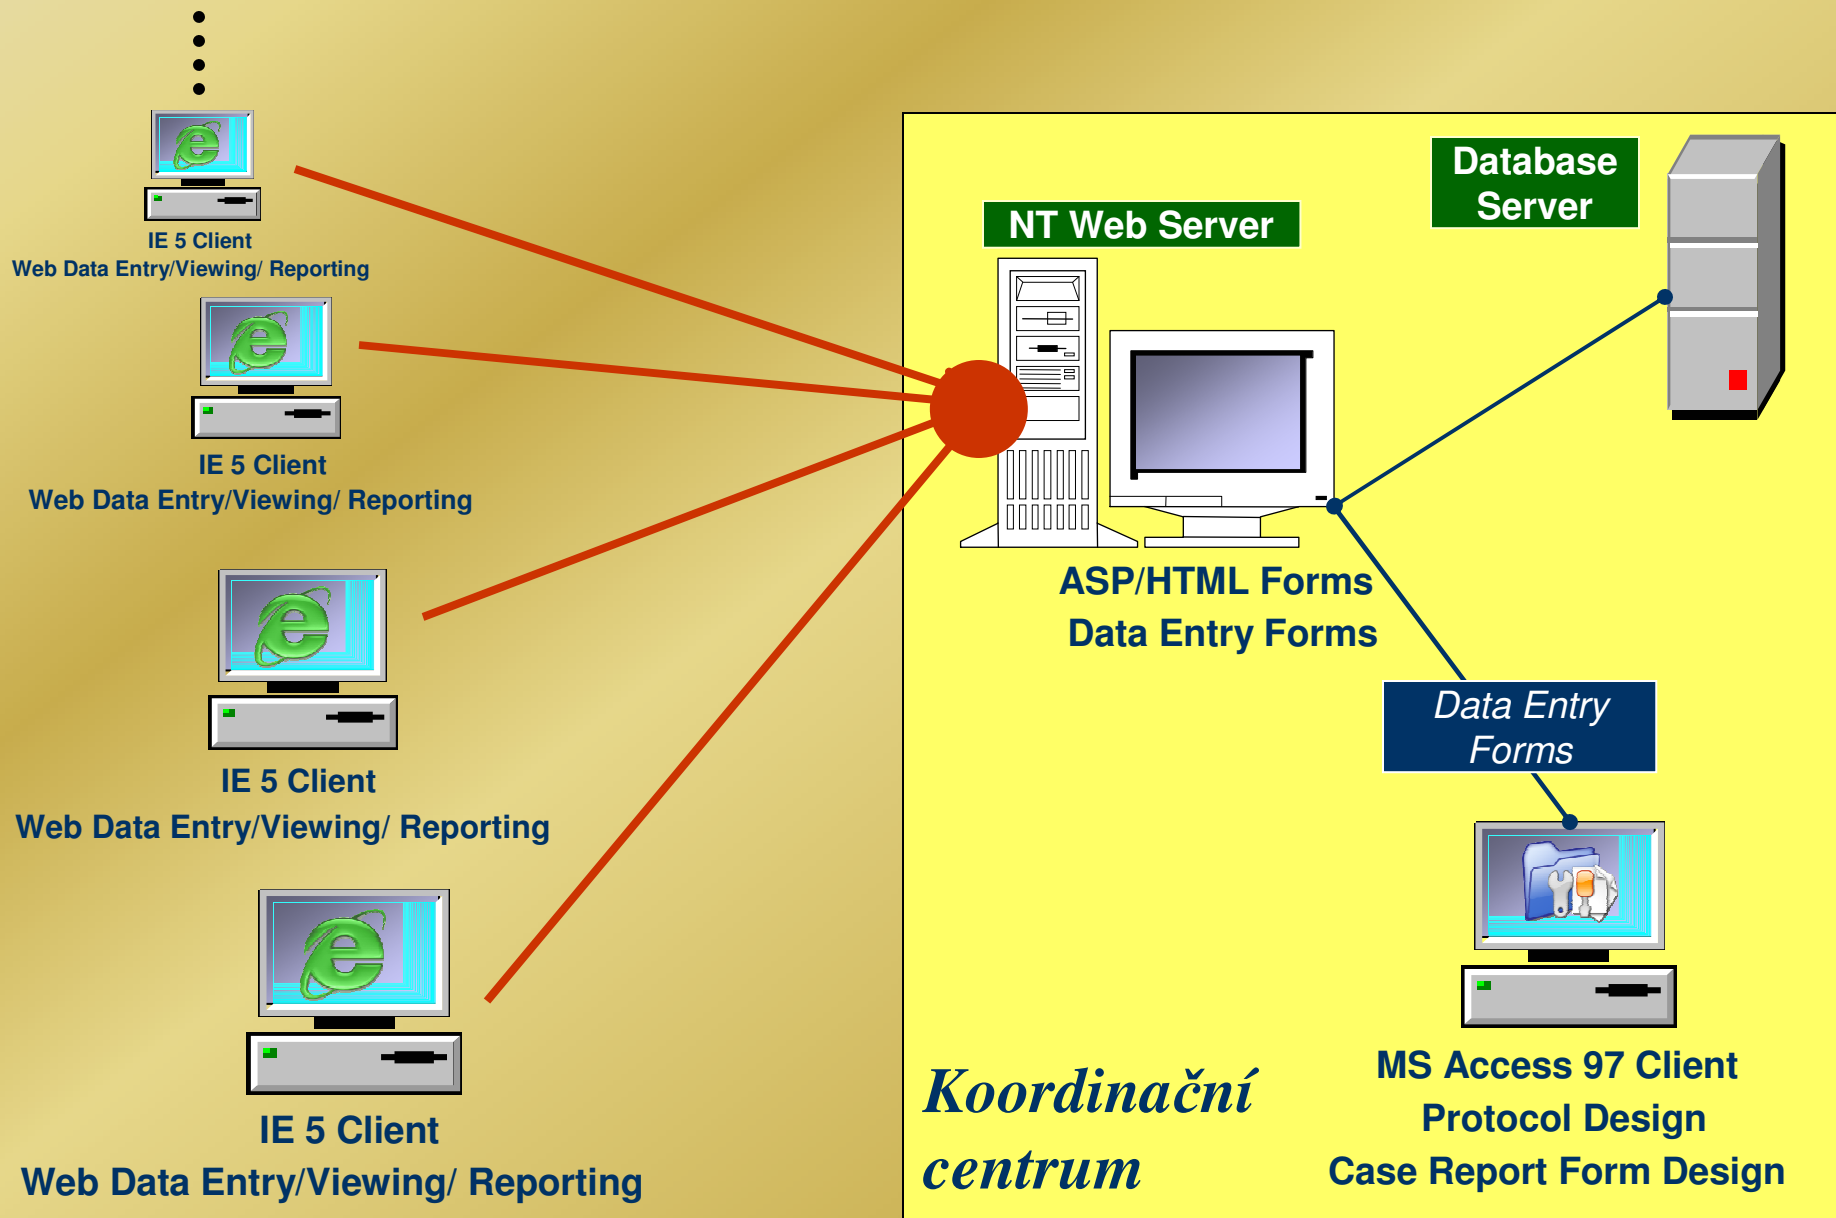 IE 5 Client
Web Data Entry/Viewing/ Reporting
IE 5 Client
Web Data Entry/Viewing/ Reporting
IE 5 Client
Web Data Entry/Viewing/ Reporting
IE 5 Client
Web Data Entry/Viewing/ Reporting
NT Web Server
Database
Server
ASP/HTML Forms
Data Entry Forms
Data Entry
Forms
MS Access 97 Client
Protocol Design
Case Report Form Design
Koordinační
centrum